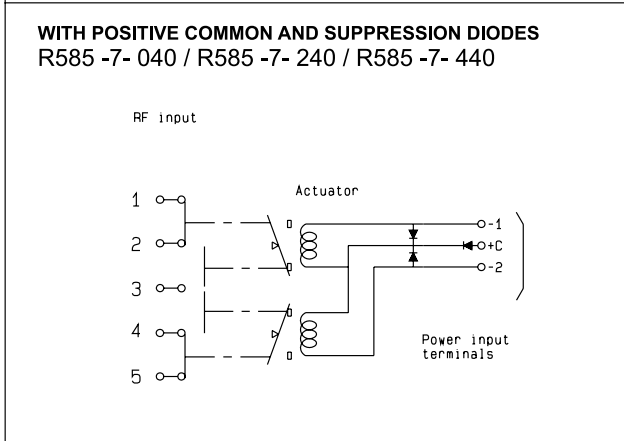 WITH POSITIVE COMMON AND SUPPRESSION DIODES
R585 -7- 040 / R585 -7- 240 / R585 -7- 440
RF input
Actuator
1
2
3
4
5
-1
+C
-2
Power input
terminals